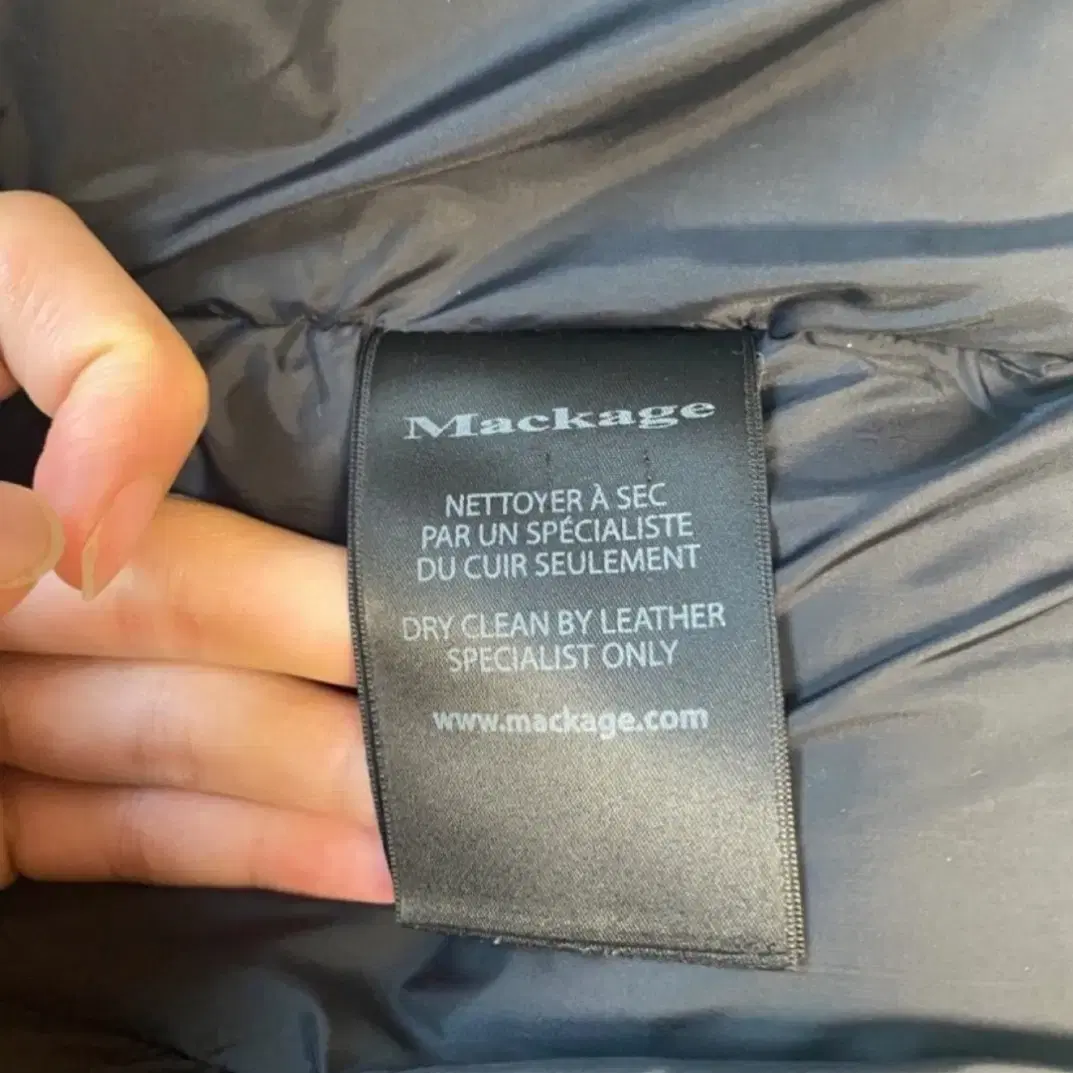 Mackage
NETTOYER À SEC
PAR UN SPÉCIALISTE
DU CUIR SEULEMENT
DRY CLEAN BY LEATHER
SPECIALIST ONLY
www.mackage.com